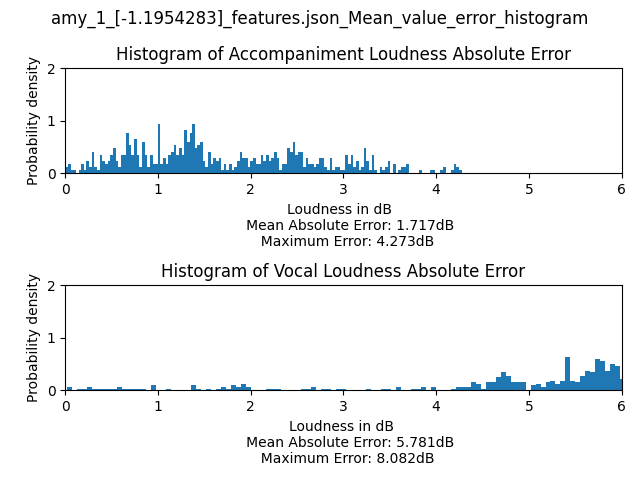 amy_1_[-1.1954283]_features.json_Mean_value_error_histogram
Histogram of Accompaniment Loudness Absolute Error
Probability density
2
1
0
0 1 2 3 4 5 6
Loudness in dB
Mean Absolute Error: 1.717dB
Maximum Error: 4.273dB
Histogram of Vocal Loudness Absolute Error
Probability density
2
1
0
0 1 2 3 4 5 6
Loudness in dB
Mean Absolute Error: 5.781dB
Maximum Error: 8.082dB